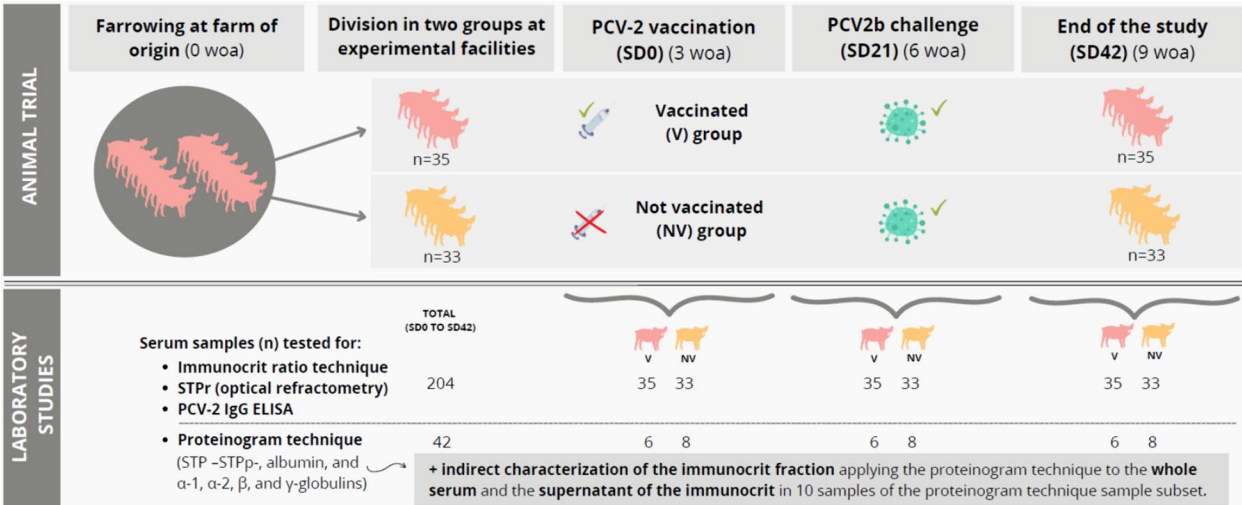 ANIMAL TRIAL
Farrowing at farm of
origin (0 woa)
Division in two groups at
experimental facilities
PCV-2 vaccination
(SD0) (3 woa)
PCV2b challenge
(SD21) (6 woa)
End of the study
(SD42) (9 woa)
n=35
Vaccinated
(V) group
n=35
n=33
Not vaccinated
(NV) group
n=33
LABORATORY
STUDIES
TOTAL
(SD0 TO SD42)
V NV
V NV
V NV
Serum samples (n) tested for:
• Immunocrit ratio technique
• STPr (optical refractometry)
• PCV-2 IgG ELISA
204 35 33 35 33 35 33
• Proteinogram technique
(STP –STPp-, albumin, and
α-1, α-2, β, and γ-globulins)
42 6 8 6 8 6 8
+ indirect characterization of the immunocrit fraction applying the proteinogram technique to the whole
serum and the supernatant of the immunocrit in 10 samples of the proteinogram technique sample subset.